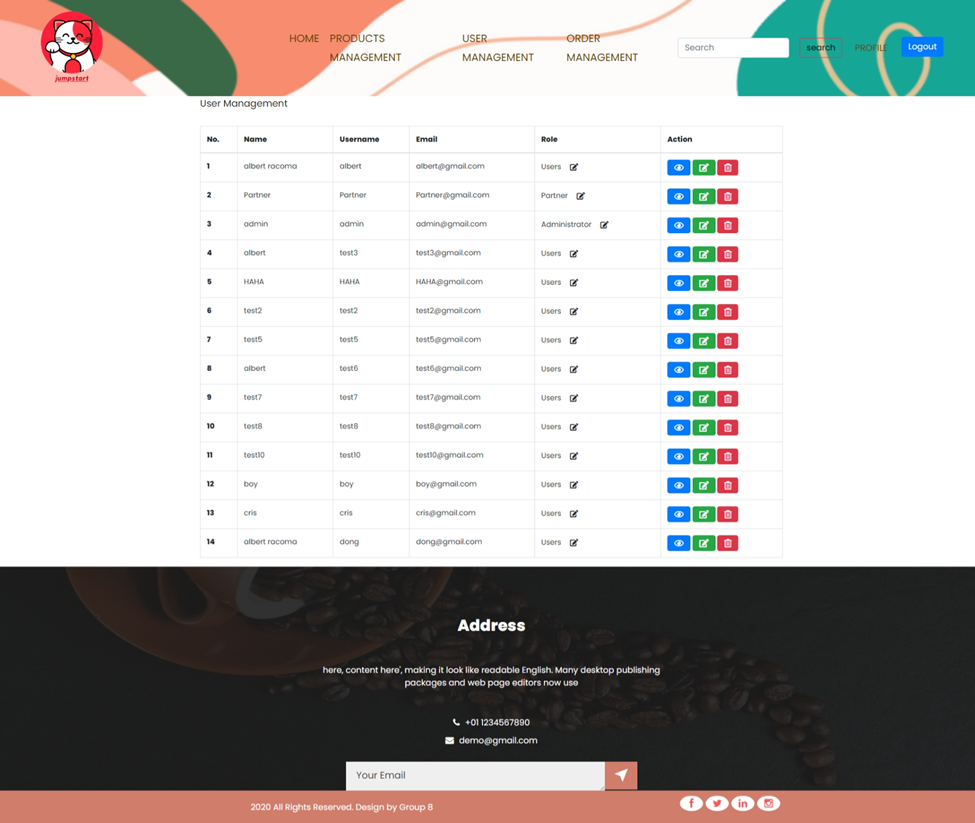 jumpstart
HOME PRODUCTS MANAGEMENT USER MANAGEMENT ORDER MANAGEMENT Search search PROFILE Logout
User Management
No. Name Username Email Role Action
1 albert racoma albert albert@gmail.com Users
2 Partner Partner Partner@gmail.com Partner
3 admin admin admin@gmail.com Administrator
4 albert test3 test3@gmail.com Users
5 HAHA HAHA HAHA@gmail.com Users
6 test2 test2 test2@gmail.com Users
7 test5 test5 test5@gmail.com Users
8 albert test6 test6@gmail.com Users
9 test7 test7 test7@gmail.com Users
10 test8 test8 test8@gmail.com Users
11 test10 test10 test10@gmail.com Users
12 boy boy boy@gmail.com Users
13 cris cris cris@gmail.com Users
14 albert racoma dong dong@gmail.com Users
Address
here, content here', making it look like readable English. Many desktop publishing
packages and web page editors now use
+01 1234567890
demo@gmail.com
Your Email
2020 All Rights Reserved. Design by Group 8